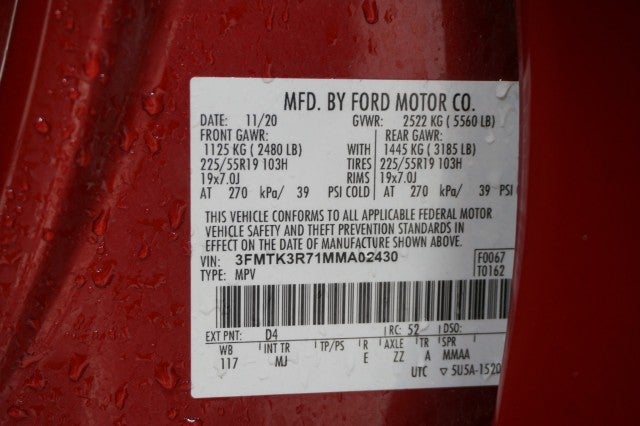 MFD. BY FORD MOTOR CO.
DATE: 11/20 GVWR: 2522 KG ( 5560 LB)
FRONT GAWR: REAR GAWR:
1125 KG ( 2480 LB) WITH 1445 KG ( 3185 LB)
225/55R19 103H TIRES 225/55R19 103H
19x7.0J RIMS 19x7.0J
AT 270 kPa/ 39 PSI COLD AT 270 kPa/ 39 PSI
THIS VEHICLE CONFORMS TO ALL APPLICABLE FEDERAL MOTOR
VEHICLE SAFETY AND THEFT PREVENTION STANDARDS IN
EFFECT ON THE DATE OF MANUFACTURE SHOWN ABOVE.
VIN: 3FMTK3R71MMA02430 F0067
TYPE: MPV T0162
EXT PNT: D4 RC: 52 DSO:
WB INT TR TP/PS R AXLE TR SPR
117 MJ E ZZ A MMAA
UTC ▽ 5U5A-1520